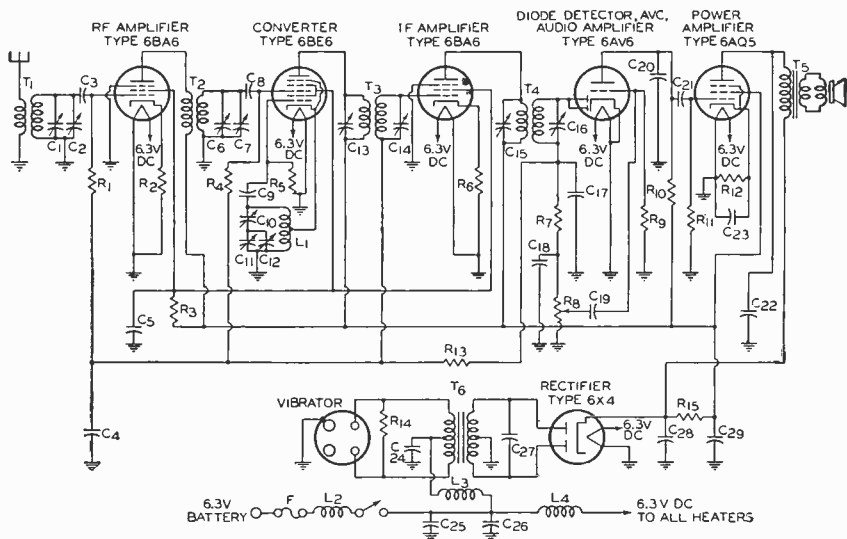 RF AMPLIFIER
TYPE 6BA6
CONVERTER
TYPE 6BE6
IF AMPLIFIER
TYPE 6BA6
DIODE DETECTOR, AVC,
AUDIO AMPLIFIER
TYPE 6AV6
POWER
AMPLIFIER
TYPE 6AQ5
T1
C3
T2
C8
T3
T4
C20
C21
T5
C1
C2
6.3V
DC
C6
C7
6.3V
DC
C13
C14
6.3V
DC
C15
C16
6.3V
DC
6.3V
DC
R1
R2
R4
C9
R5
R6
C17
R10
R12
C10
L1
R7
R9
R11
C23
C11
C12
C18
C5
R3
R8
C19
C22
R13
VIBRATOR
T6
RECTIFIER
TYPE 6X4
C4
R14
C24
C27
6.3V
DC
R15
C28
C29
L3
6.3V
BATTERY
F
L2
L4
6.3V DC
TO ALL HEATERS
C25
C26